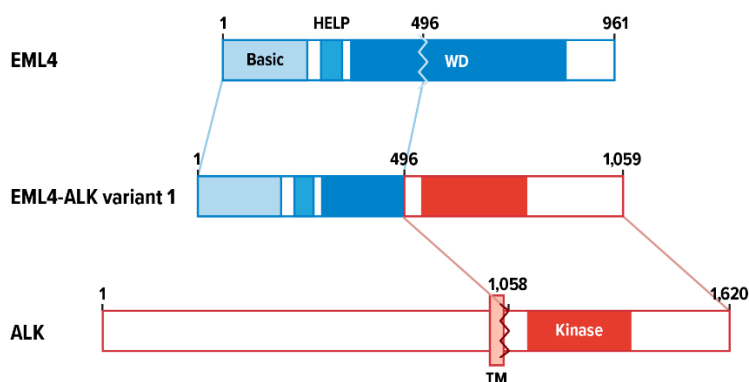 1 HELP 496 961
EML4 Basic WD
1 496 1,059
EML4-ALK variant 1
1 1,058 1,620
ALK Kinase
TM